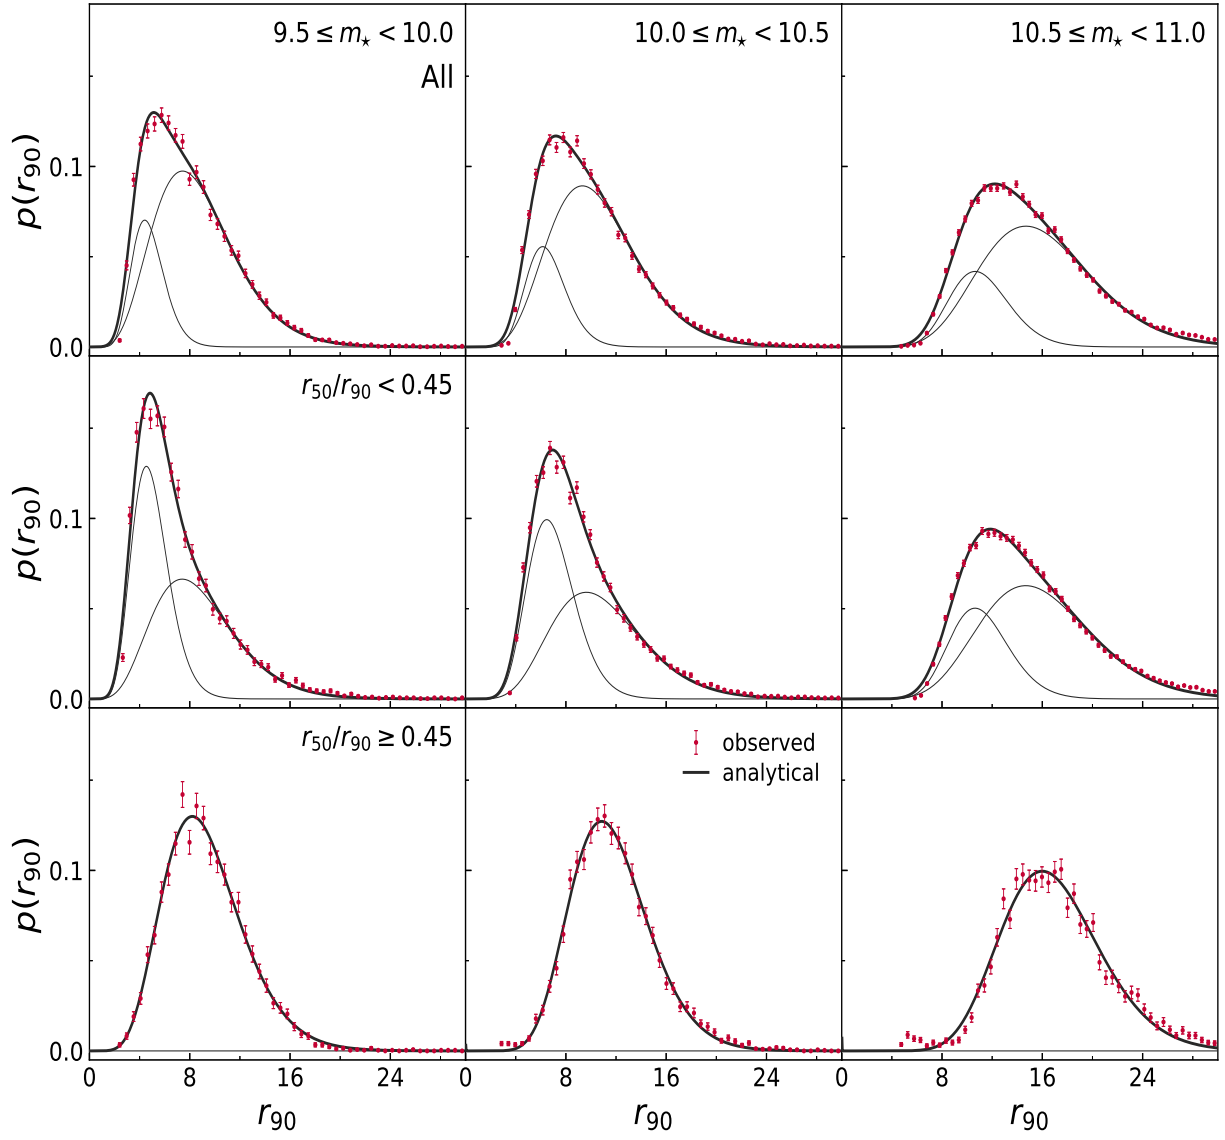 9.5 ≤ m⋆ < 10.0
10.0 ≤ m⋆ < 10.5
10.5 ≤ m⋆ < 11.0
All
p(r90)
0.1
0.0
r50/r90 < 0.45
p(r90)
0.1
0.0
r50/r90 ≥ 0.45
observed
analytical
p(r90)
0.1
0.0
0 8 16 24 0 8 16 24 0 8 16 24
r90 r90 r90